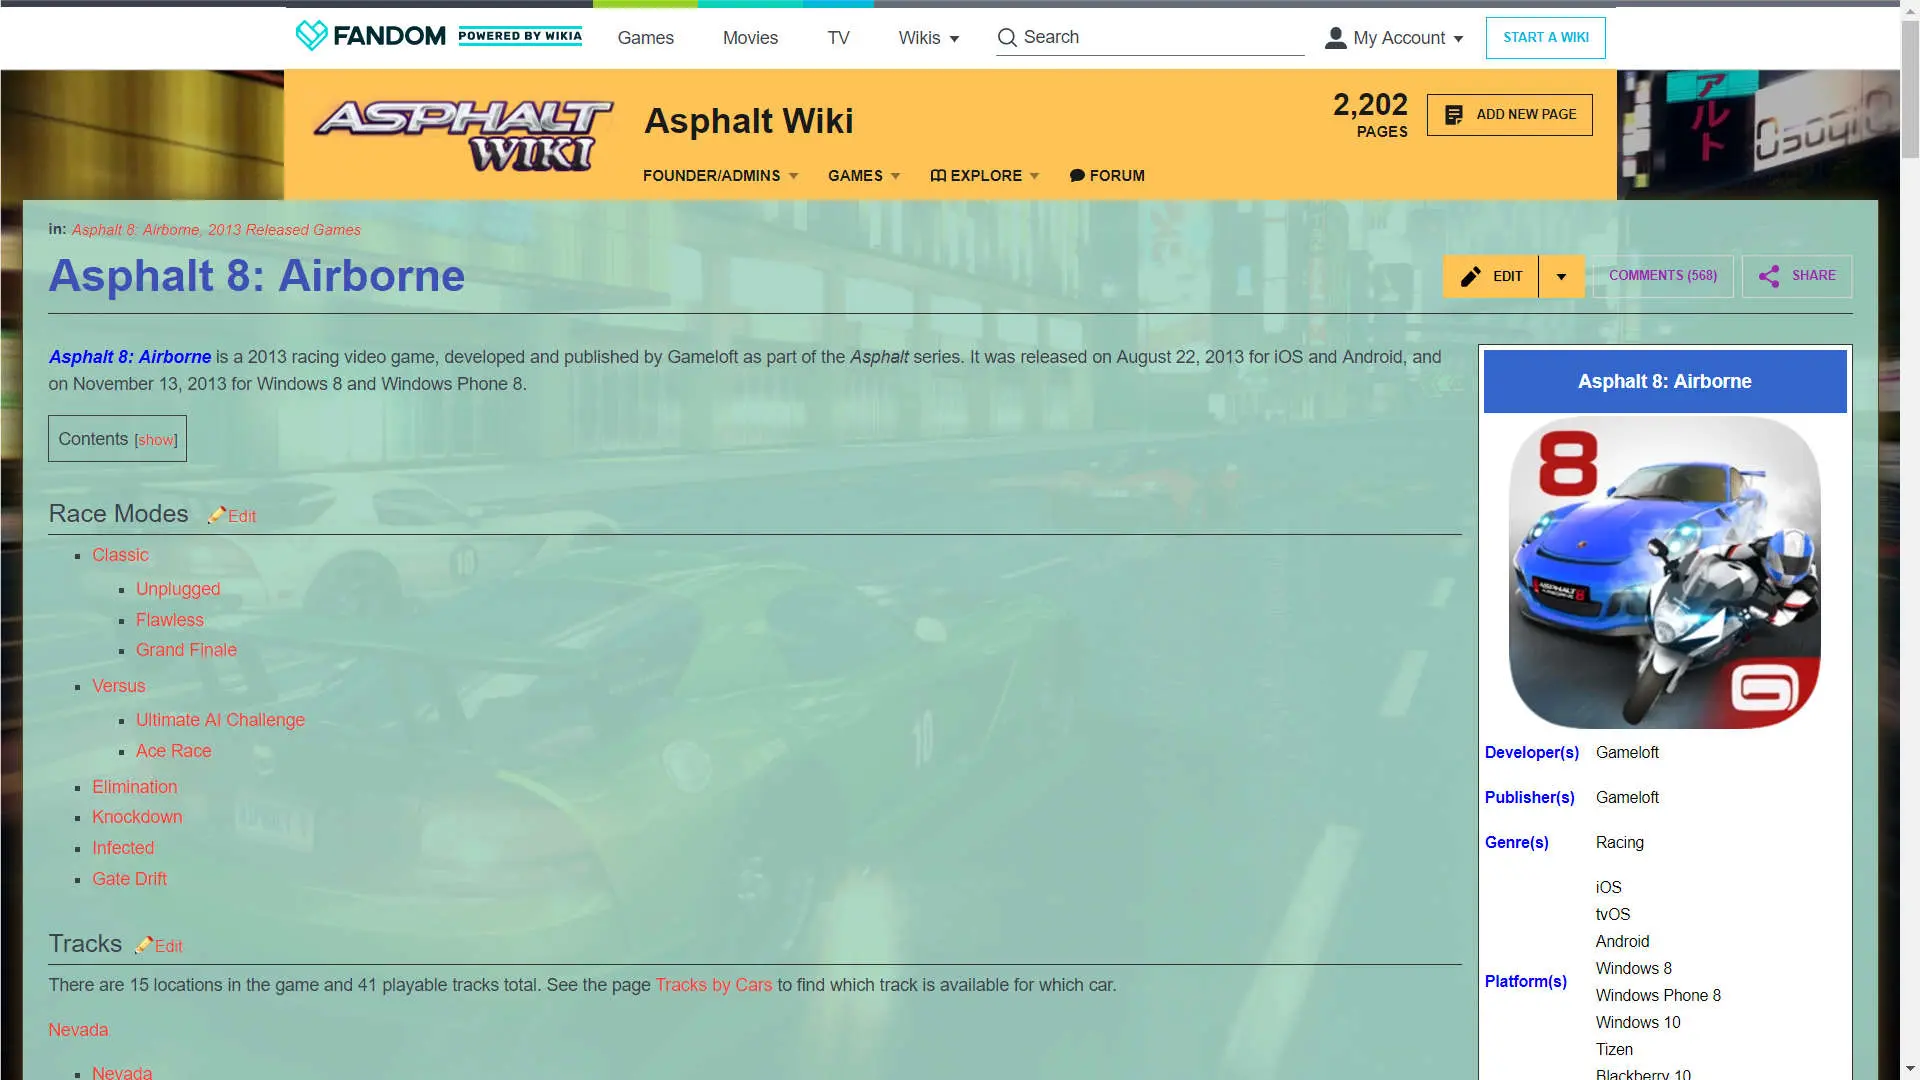 FANDOM POWERED BY WIKIA Games Movies TV Wikis Search My Account START A WIKI
アルト
ASPHALT WIKI
Asphalt Wiki
2,202 PAGES
ADD NEW PAGE
FOUNDER/ADMINS GAMES EXPLORE FORUM
in: Asphalt 8: Airborne, 2013 Released Games
Asphalt 8: Airborne
EDIT COMMENTS (568) SHARE
Asphalt 8: Airborne is a 2013 racing video game, developed and published by Gameloft as part of the Asphalt series. It was released on August 22, 2013 for iOS and Android, and
on November 13, 2013 for Windows 8 and Windows Phone 8.
Contents [show]
Race Modes Edit
Classic
Unplugged
Flawless
Grand Finale
Versus
Ultimate AI Challenge
Ace Race
Elimination
Knockdown
Infected
Gate Drift
10
10
Tracks Edit
There are 15 locations in the game and 41 playable tracks total. See the page Tracks by Cars to find which track is available for which car.
Nevada
Nevada
Asphalt 8: Airborne
8
ASPHALT 8
Developer(s) Gameloft
Publisher(s) Gameloft
Genre(s) Racing
Platform(s)
iOS
tvOS
Android
Windows 8
Windows Phone 8
Windows 10
Tizen
Blackberry 10